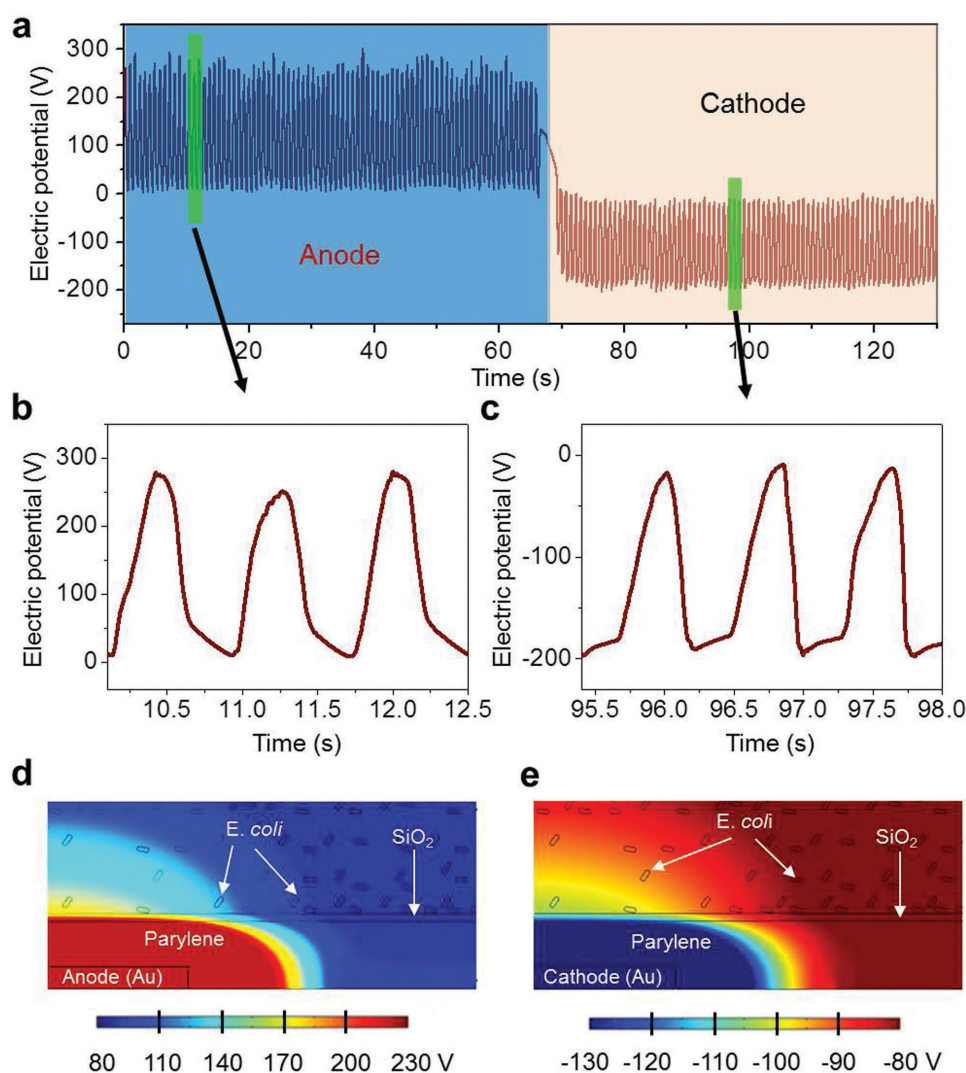 a
Electric potential (V)
300
200
100
0
-100
-200
Anode
Cathode
0 20 40 60 80 100 120
Time (s)
b
Electric potential (V)
300
200
100
0
10.5 11.0 11.5 12.0 12.5
Time (s)
c
Electric potential (V)
0
-100
-200
95.5 96.0 96.5 97.0 97.5 98.0
Time (s)
d
E. coli
SiO2
Parylene
Anode (Au)
80 110 140 170 200 230 V
e
E. coli
SiO2
Parylene
Cathode (Au)
-130 -120 -110 -100 -90 -80 V